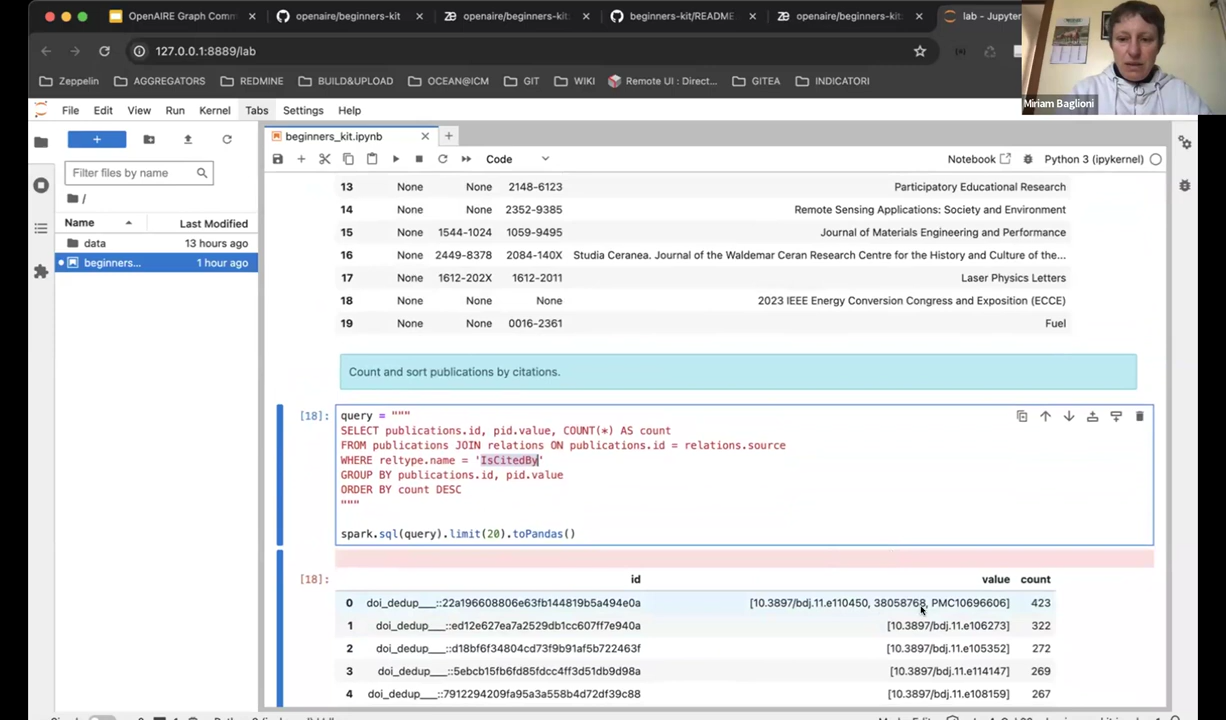 OpenAIRE Graph Comm
openaire/beginners-kit
openaire/beginners-kit:
beginners-kit/README
openaire/beginners-kit:
lab - Jupyter
127.0.0.1:8889/lab
Zeppelin
AGGREGATORS
REDMINE
BUILD&UPLOAD
OCEAN@ICM
GIT
WIKI
Remote UI : Direct...
GITEA
INDICATORI
Miriam Baglioni
File Edit View Run Kernel Tabs Settings Help
beginners_kit.ipynb
Code
Notebook
Python 3 (ipykernel)
Filter files by name
/
Name Last Modified
data 13 hours ago
beginners... 1 hour ago
13 None None 2148-6123 Participatory Educational Research
14 None None 2352-9385 Remote Sensing Applications: Society and Environment
15 None 1544-1024 1059-9495 Journal of Materials Engineering and Performance
16 None 2449-8378 2084-140X Studia Ceranea. Journal of the Waldemar Ceran Research Centre for the History and Culture of the...
17 None 1612-202X 1612-2011 Laser Physics Letters
18 None None None 2023 IEEE Energy Conversion Congress and Exposition (ECCE)
19 None None 0016-2361 Fuel
Count and sort publications by citations.
[18]: query = """
SELECT publications.id, pid.value, COUNT(*) AS count
FROM publications JOIN relations ON publications.id = relations.source
WHERE reltype.name = 'IsCitedBy'
GROUP BY publications.id, pid.value
ORDER BY count DESC
"""
spark.sql(query).limit(20).toPandas()
[18]: id value count
0 doi_dedup___::22a196608806e63fb144819b5a494e0a [10.3897/bdj.11.e110450, 38058768, PMC10696606] 423
1 doi_dedup___::ed12e627ea7a2529db1cc607ff7e940a [10.3897/bdj.11.e106273] 322
2 doi_dedup___::d18bf6f34804cd73f9b91af5b722463f [10.3897/bdj.11.e105352] 272
3 doi_dedup___::5ebcb15fb6fd85fdcc4ff3d51db9d98a [10.3897/bdj.11.e114147] 269
4 doi_dedup___::7912294209fa95a3a558b4d72df39c88 [10.3897/bdj.11.e108159] 267